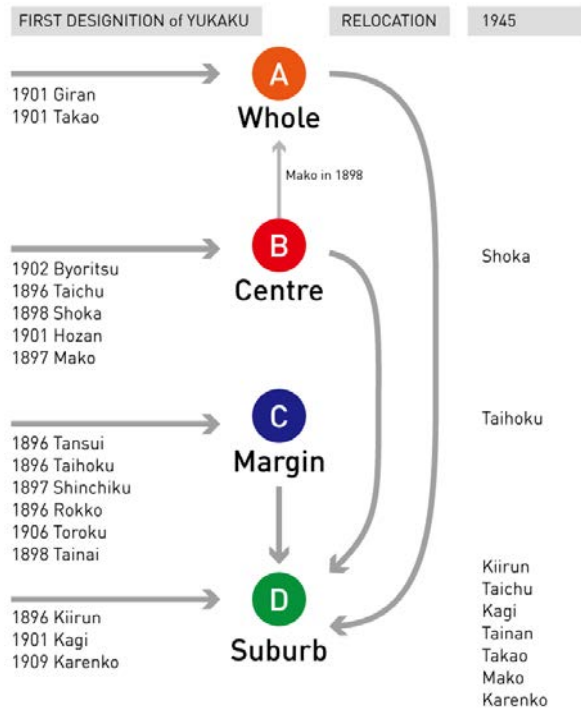 FIRST DESIGNITION of YUKAKU
RELOCATION
1945
A
Whole
1901 Giran
1901 Takao
Mako in 1898
B
Centre
1902 Byoritsu
1896 Taichu
1898 Shoka
1901 Hozan
1897 Mako
Shoka
C
Margin
1896 Tansui
1896 Taihoku
1897 Shinchiku
1896 Rokko
1906 Toroku
1898 Tainai
Taihoku
D
Suburb
1896 Kiirun
1901 Kagi
1909 Karenko
Kiirun
Taichu
Kagi
Tainan
Takao
Mako
Karenko